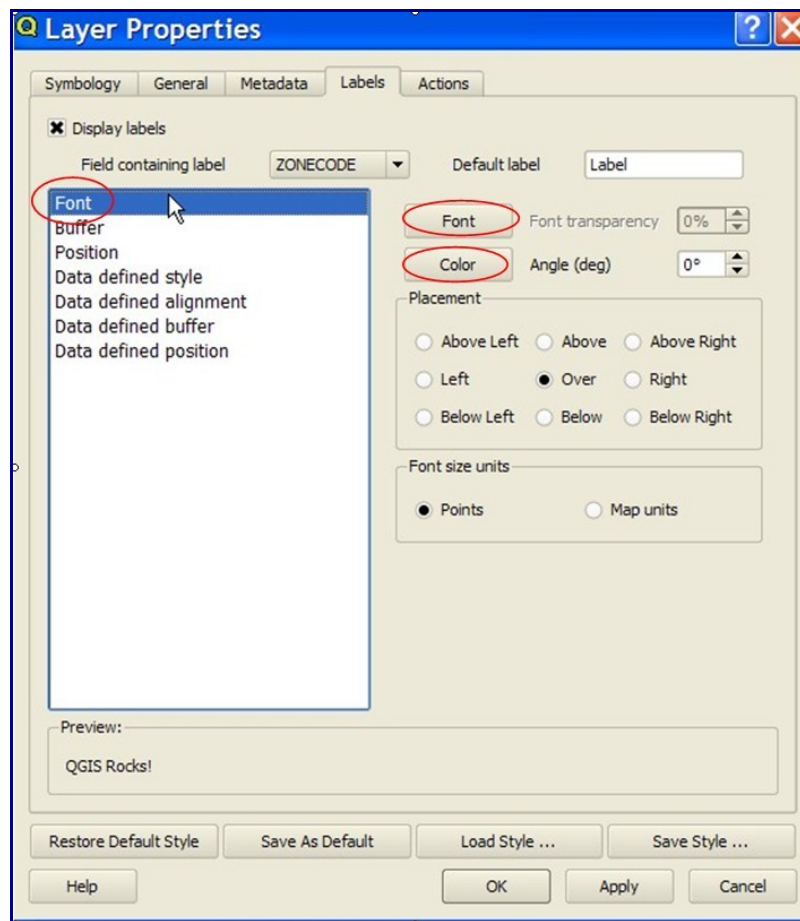 Layer Properties
Symbology General Metadata Labels Actions
Display labels
Field containing label ZONECODE Default label Label
Font
Buffer
Position
Data defined style
Data defined alignment
Data defined buffer
Data defined position
Font Font transparency 0%
Color Angle (deg) 0°
Placement
Above Left Above Above Right
Left Over Right
Below Left Below Below Right
Font size units
Points Map units
Preview:
QGIS Rocks!
Restore Default Style Save As Default Load Style ... Save Style ...
Help OK Apply Cancel